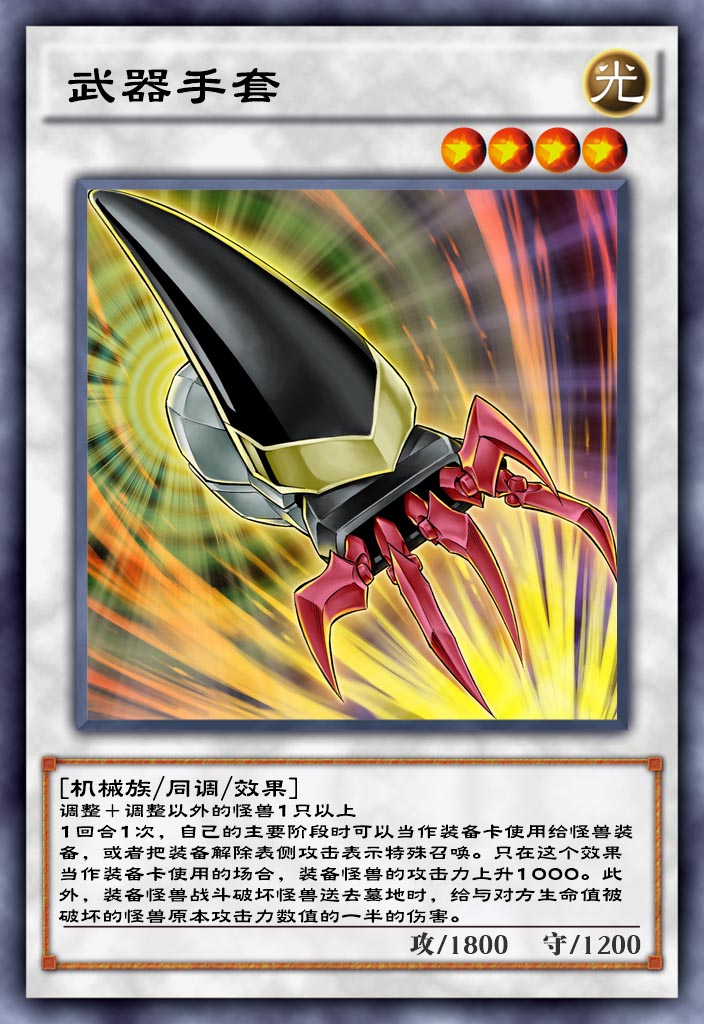 武器手套
光
[机械族/同调/效果]
调整＋调整以外的怪兽1只以上
1回合1次，自己的主要阶段时可以当作装备卡使用给怪兽装
备，或者把装备解除表侧攻击表示特殊召唤。只在这个效果
当作装备卡使用的场合，装备怪兽的攻击力上升1000。此
外，装备怪兽战斗破坏怪兽送去墓地时，给与对方生命值被
破坏的怪兽原本攻击力数值的一半的伤害。
攻/1800 守/1200